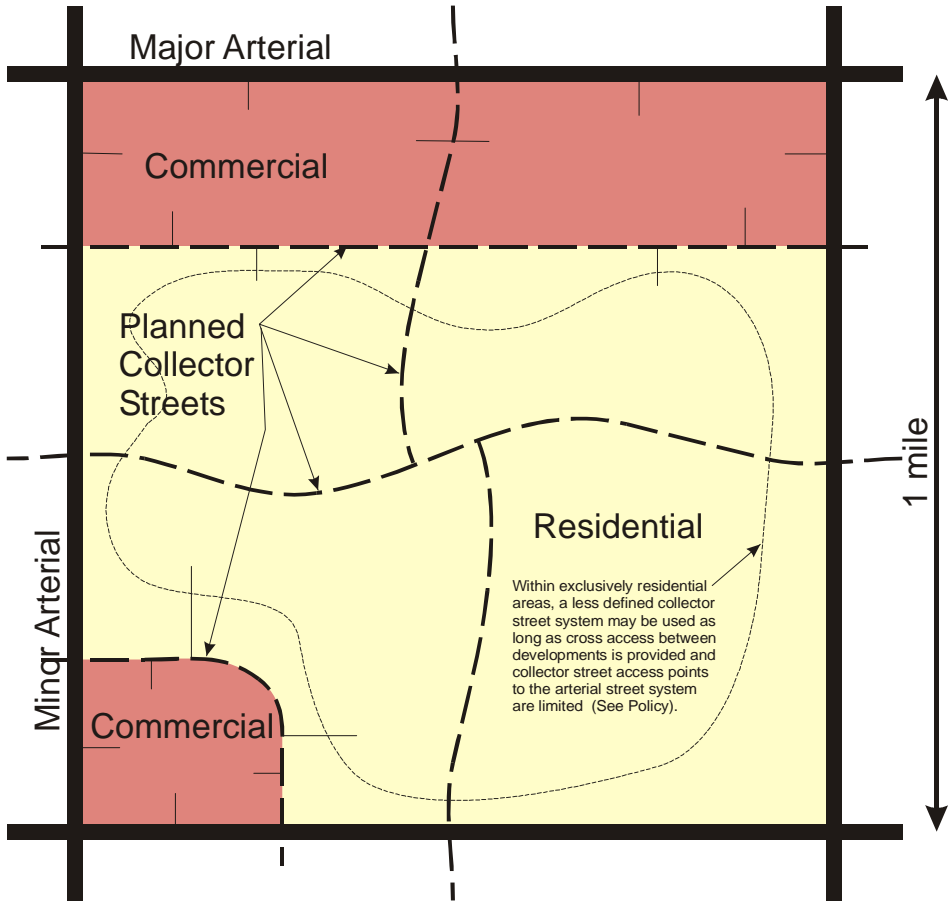 Major Arterial
Commercial
Planned
Collector
Streets
1 mile
Residential
Within exclusively residential
areas, a less defined collector
street system may be used as
long as cross access between
developments is provided and
collector street access points
to the arterial street system
are limited (See Policy).
Minor Arterial
Commercial